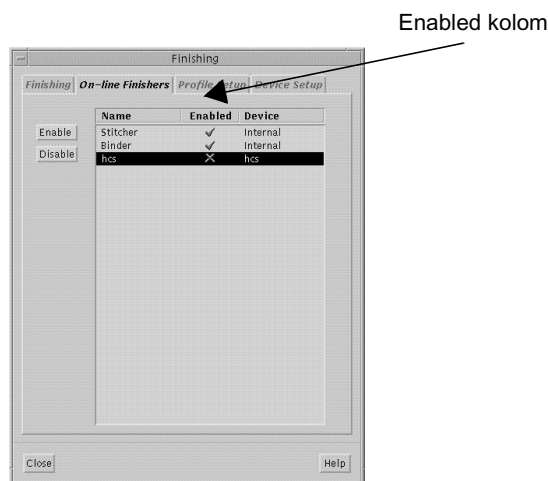 Enabled kolom
Finishing
Finishing On-line Finishers Profile Setup Device Setup
Name Enabled Device
Enable
Disable
Stitcher ✓ Internal
Binder ✓ Internal
hcs ✕ hcs
Close Help